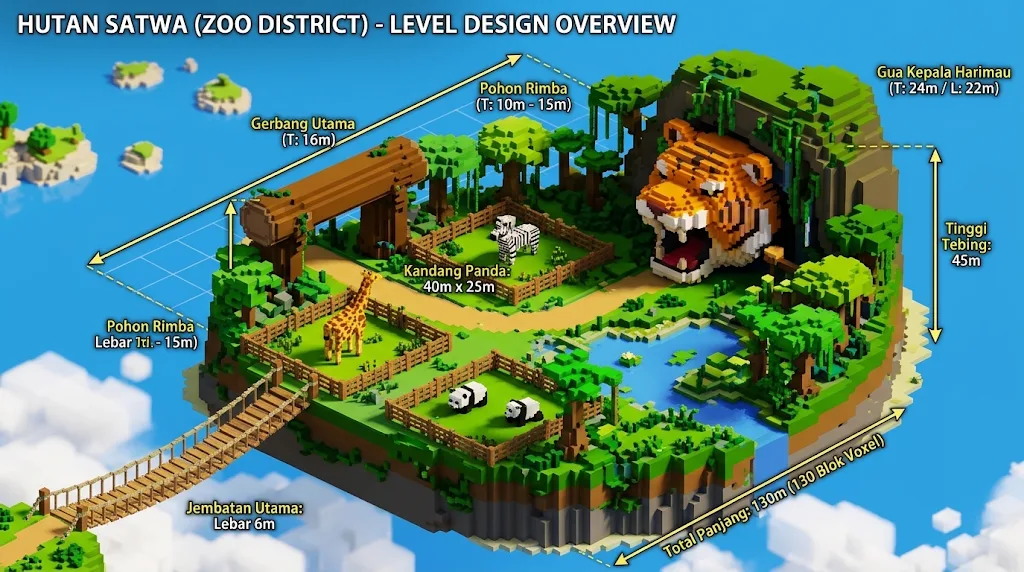 HUTAN SATWA (ZOO DISTRICT) - LEVEL DESIGN OVERVIEW
Gua Kepala Harimau
(T: 24m / L: 22m)
Pohon Rimba
(T: 10m - 15m)
Gerbang Utama
(T: 16m)
Tinggi
Tebing:
45m
Kandang Panda:
40m x 25m
Pohon Rimba
Lebar - 15m)
Total Panjang: 130m (130 Blok Voxel)
Jembatan Utama:
Lebar 6m